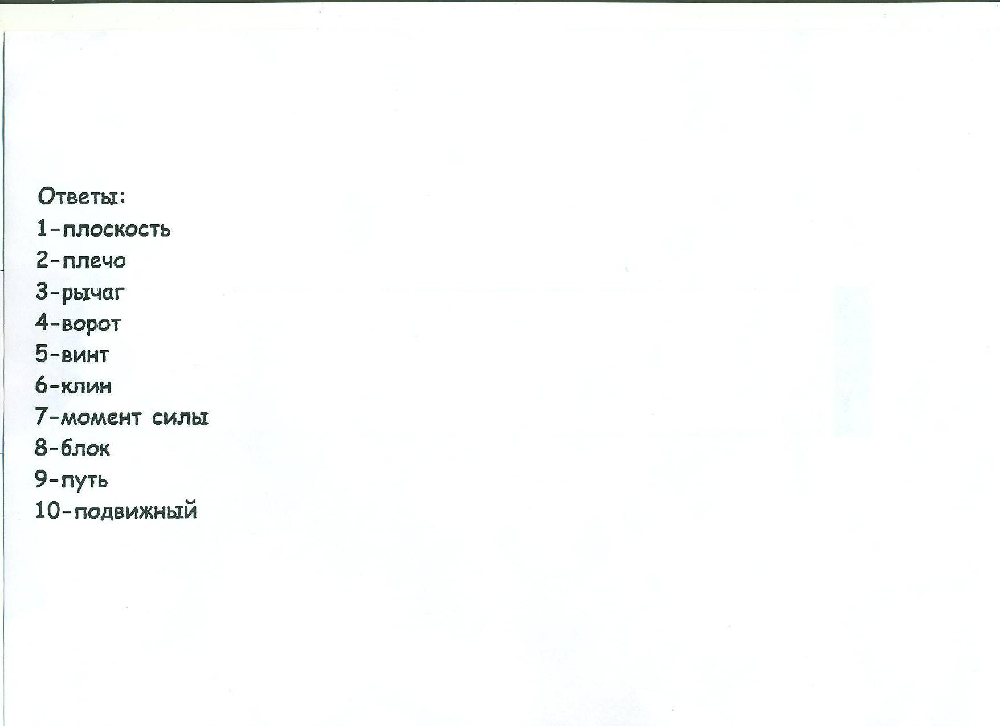 Ответы:
1-плоскость
2-плечо
3-рычаг
4-ворот
5-винт
6-клин
7-момент силы
8-блок
9-путь
10-подвижный